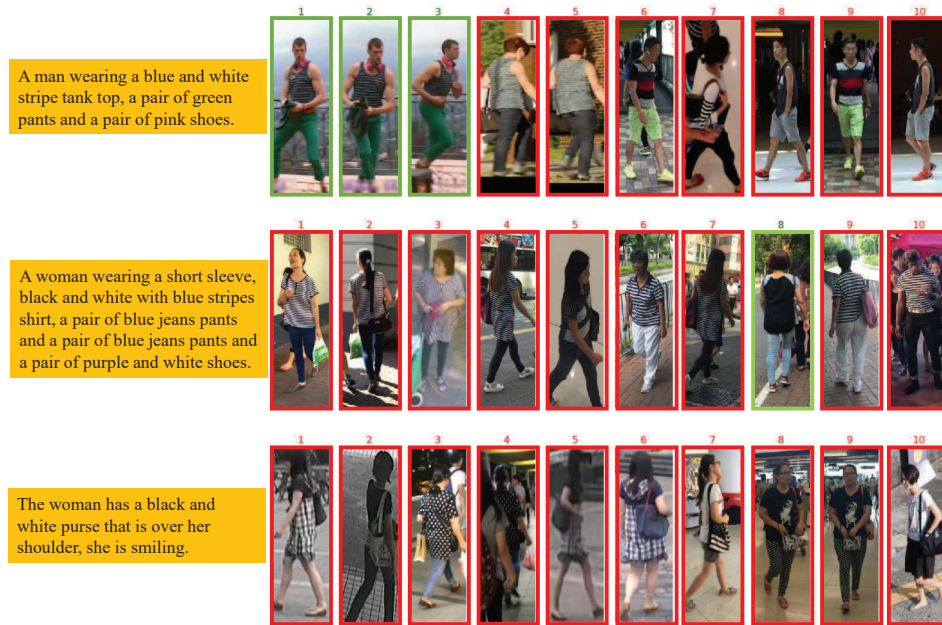 1 2 3 4 5 6 7 8 9 10
A man wearing a blue and white
stripe tank top, a pair of green
pants and a pair of pink shoes.
1 2 3 4 5 6 7 8 9 10
A woman wearing a short sleeve,
black and white with blue stripes
shirt, a pair of blue jeans pants
and a pair of blue jeans pants and
a pair of purple and white shoes.
1 2 3 4 5 6 7 8 9 10
The woman has a black and
white purse that is over her
shoulder, she is smiling.